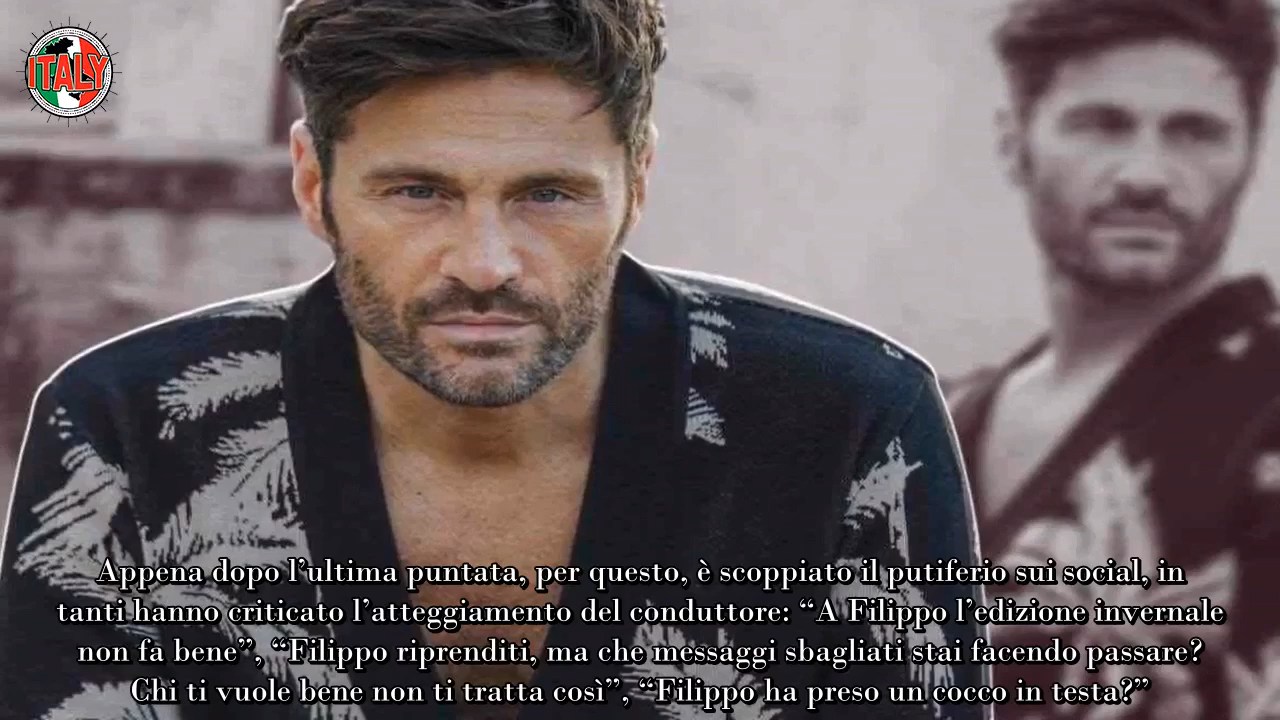 ITALY
Appena dopo l’ultima puntata, per questo, è scoppiato il putiferio sui social, in
tanti hanno criticato l’atteggiamento del conduttore: “A Filippo l’edizione invernale
non fa bene”, “Filippo riprenditi, ma che messaggi sbagliati stai facendo passare?
Chi ti vuole bene non ti tratta così”, “Filippo ha preso un cocco in testa?”